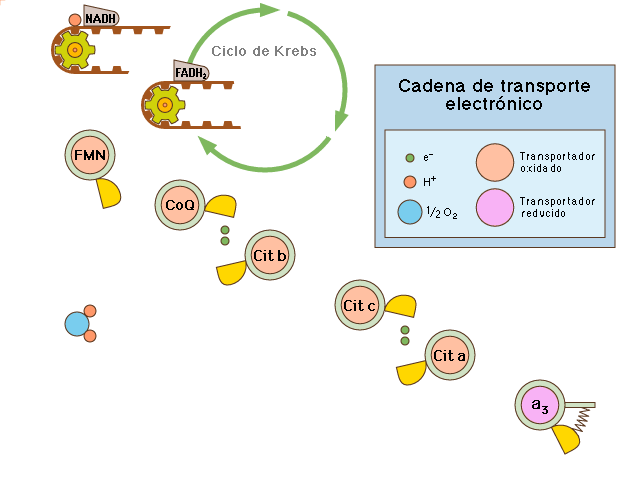 NADH
Ciclo de Krebs
FADH₂
Cadena de transporte
electrónico
FMN
e⁻
Transportador
oxidado
H⁺
CoQ
1/2 O₂
Transportador
reducido
Cit b
Cit c
Cit a
a₃